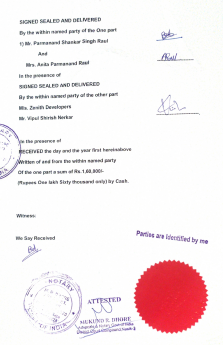 SIGNED SEALED AND DELIVERED
By the within named party of the One part
1) Mr. Parmanand Shankar Singh Raul
And
Mrs. Anita Parmanand Raul
In the presence of
SIGNED SEALED AND DELIVERED
By the within named party of the other part
M/s. Zenith Developers
Mr. Vipul Shirish Nerkar
In the presence of
RECEIVED the day and the year first hereinabove
Written of and from the within named party
Of the one part a sum of Rs.1,60,000/-
(Rupees One lakh Sixty thousand only) by Cash.
Witness:
We Say Received
Parties are Identified by me
NOTARY
INDIA
ATTESTED
MUKUND E. DHORE